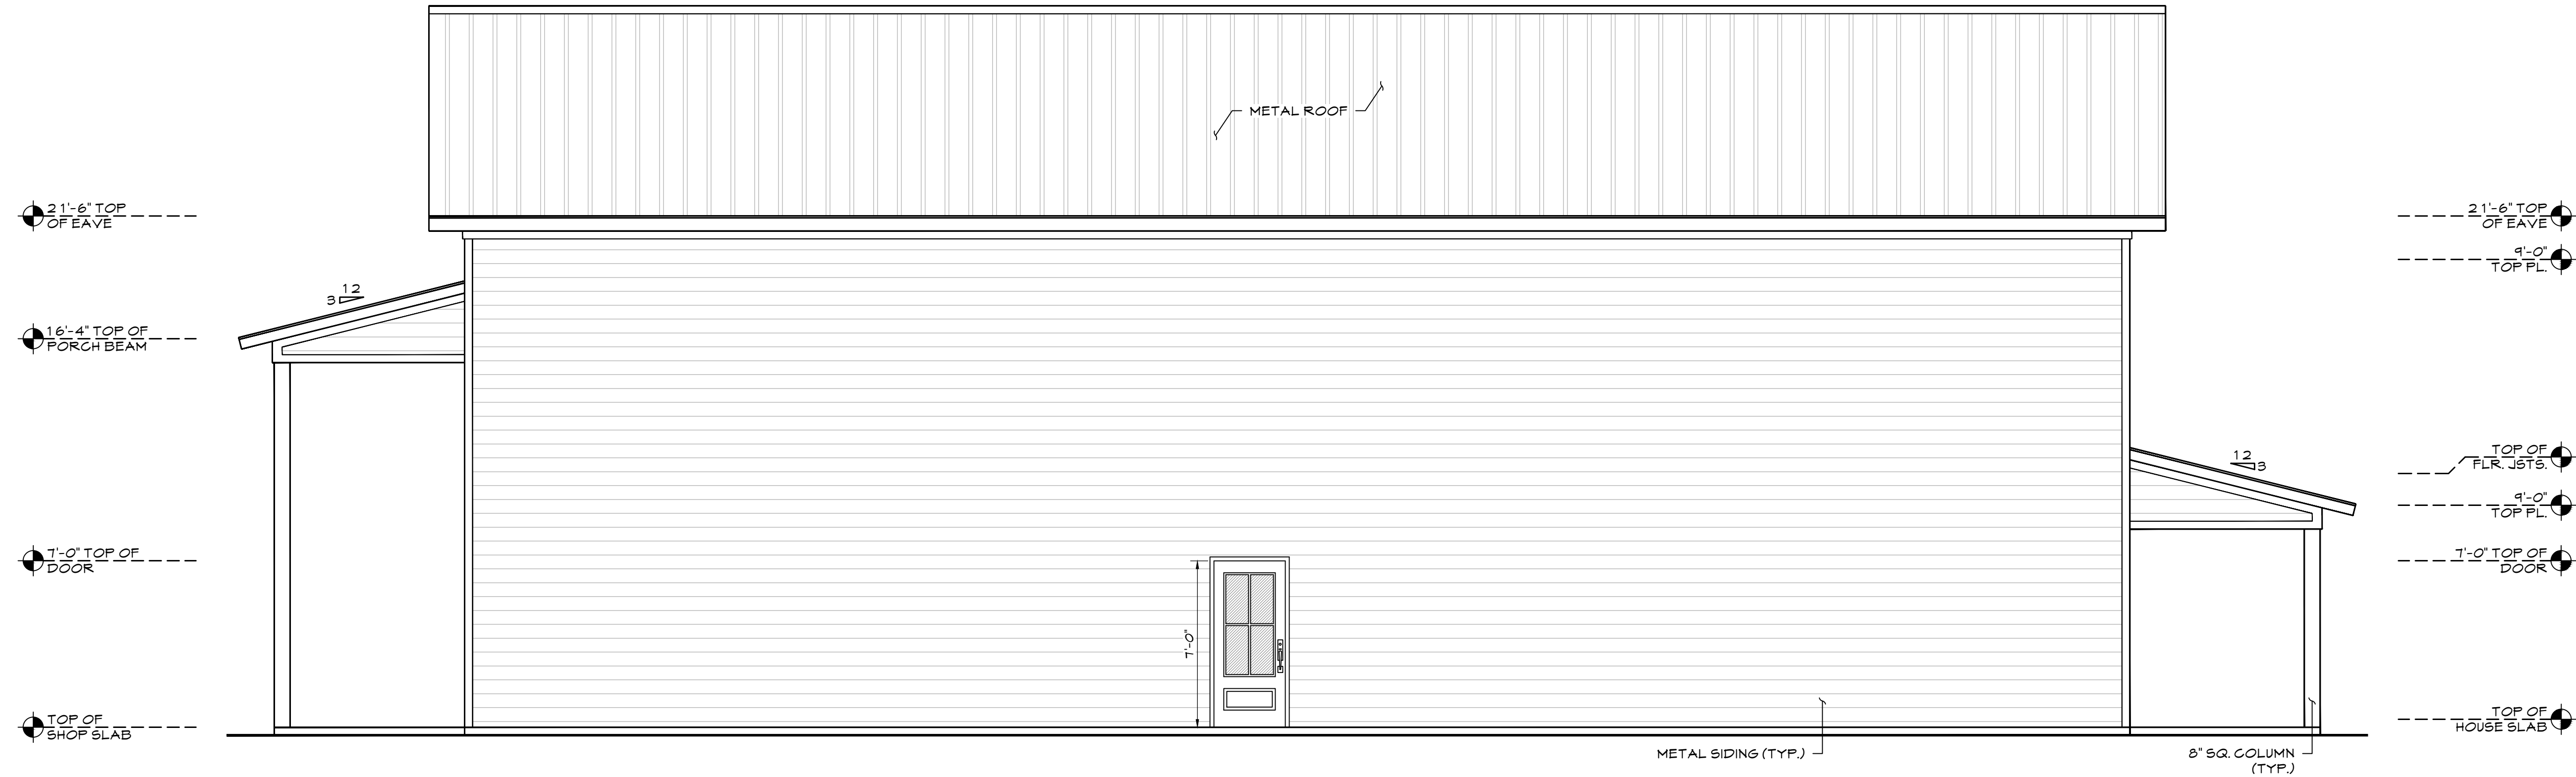 METAL ROOF
21'-6" TOP
OF EAVE
21'-6" TOP
OF EAVE
9'-0"
TOP PL.
12
3
16'-4" TOP OF
PORCH BEAM
12
3
TOP OF
FLR. JSTS.
9'-0"
TOP PL.
7'-0" TOP OF
DOOR
7'-0" TOP OF
DOOR
7'-0"
TOP OF
SHOP SLAB
TOP OF
HOUSE SLAB
METAL SIDING (TYP.)
8" SQ. COLUMN
(TYP.)